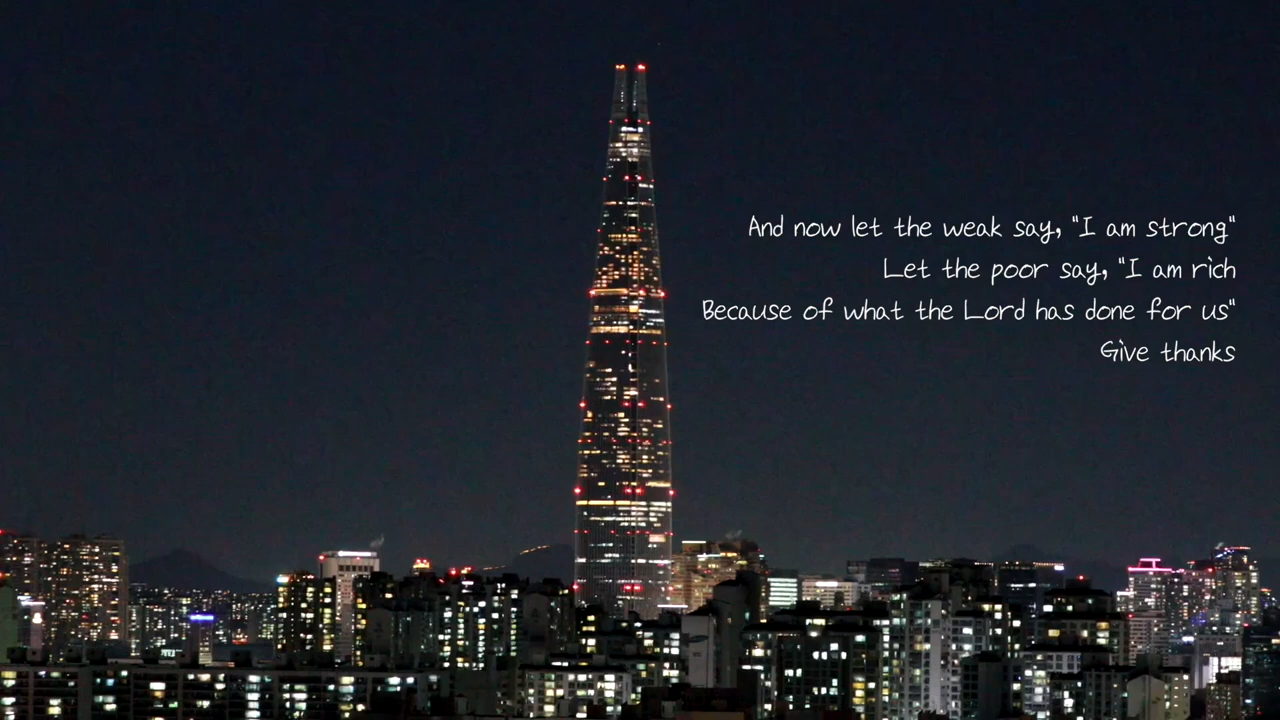 And now let the weak say, "I am strong"
Let the poor say, "I am rich
Because of what the Lord has done for us"
Give thanks